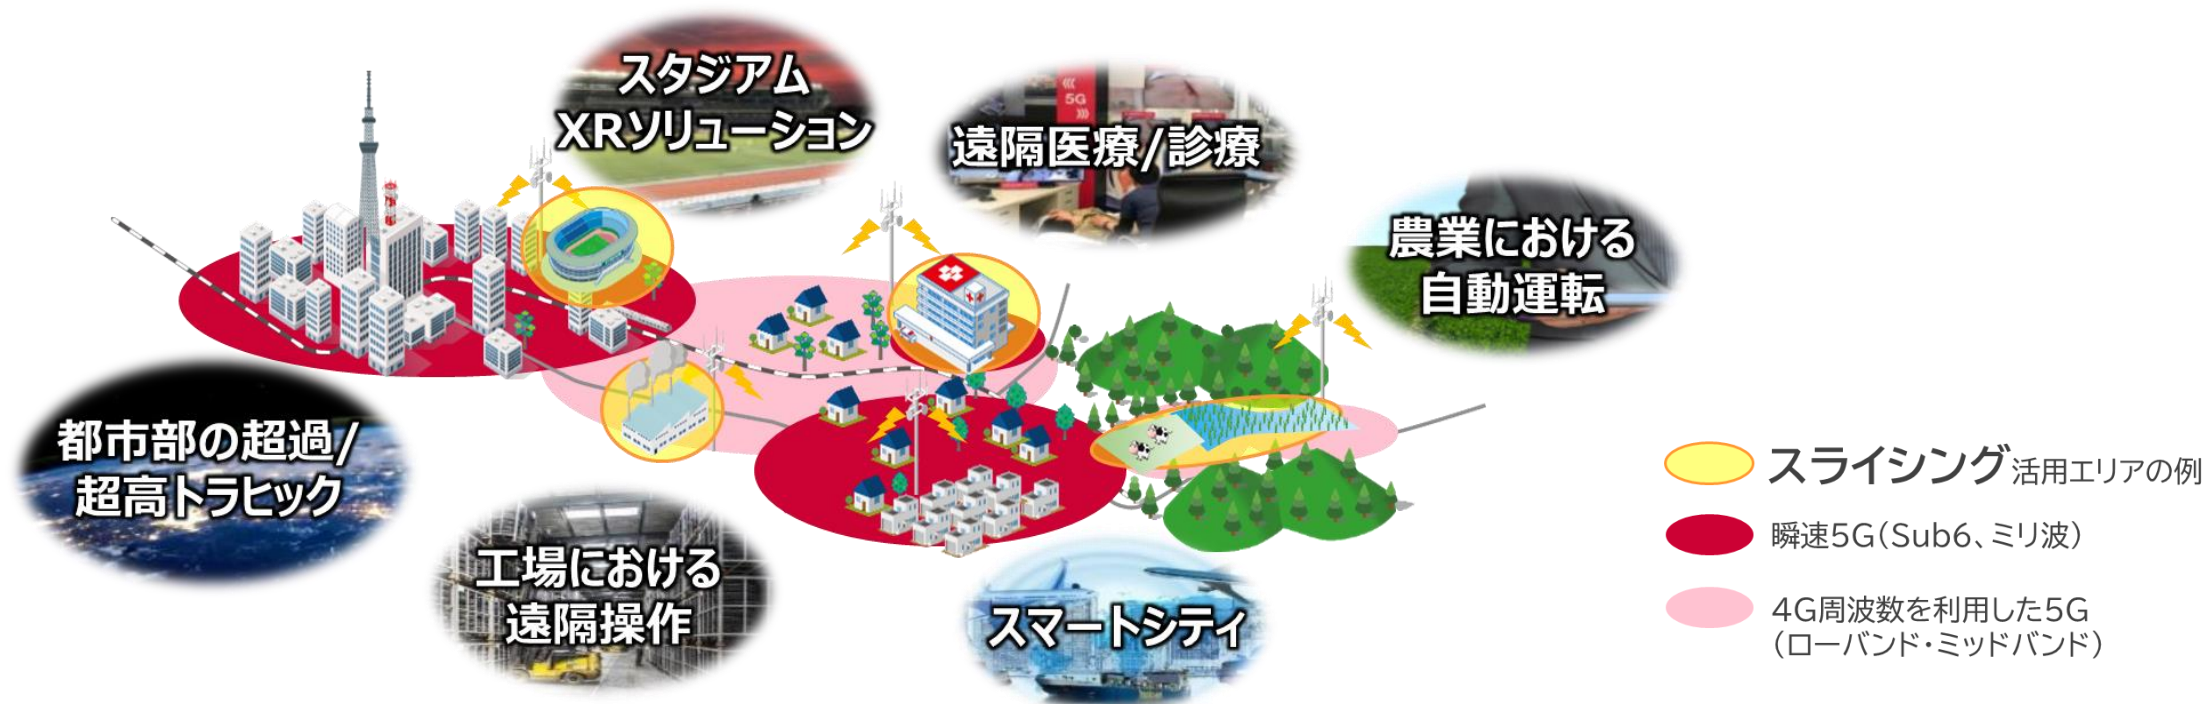 スタジアム
XRソリューション
5G
遠隔医療/診療
農業における
自動運転
都市部の超過/
超高トラヒック
工場における
遠隔操作
スマートシティ
スライシング活用エリアの例
瞬速5G(Sub6、ミリ波)
4G周波数を利用した5G
(ローバンド・ミッドバンド)